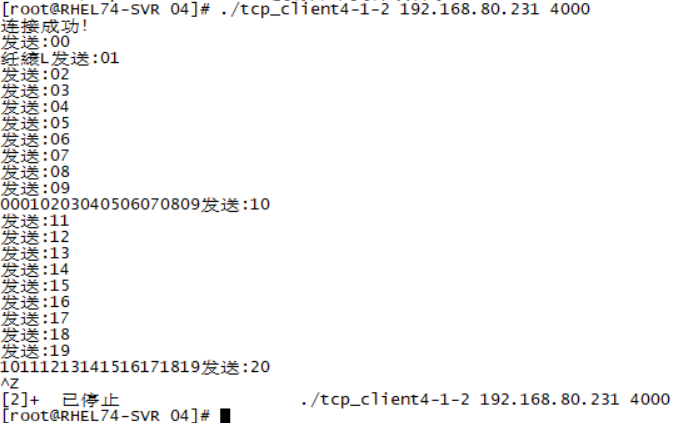 [root@RHEL74-SVR 04]# ./tcp_client4-1-2 192.168.80.231 4000
连接成功!
发送:00
L发送:01
发送:02
发送:03
发送:04
发送:05
发送:06
发送:07
发送:08
发送:09
00010203040506070809发送:10
发送:11
发送:12
发送:13
发送:14
发送:15
发送:16
发送:17
发送:18
发送:19
10111213141516171819发送:20
^Z
[2]+ 已停止 ./tcp_client4-1-2 192.168.80.231 4000
[root@RHEL74-SVR 04]#